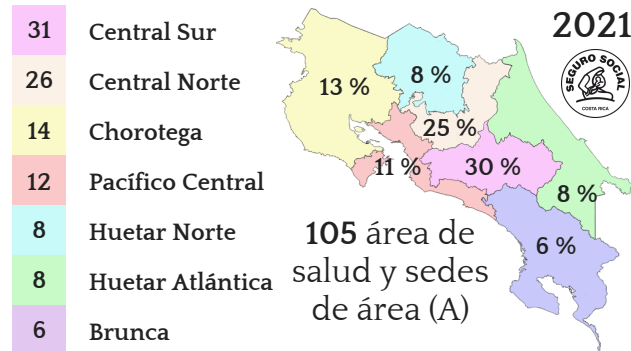 31 Central Sur
26 Central Norte
14 Chorotega
12 Pacífico Central
8 Huetar Norte
8 Huetar Atlántica
6 Brunca
2021
SEGURO SOCIAL
COSTA RICA
13 %
8 %
25 %
11 %
30 %
8 %
6 %
105 área de
salud y sedes
de área (A)